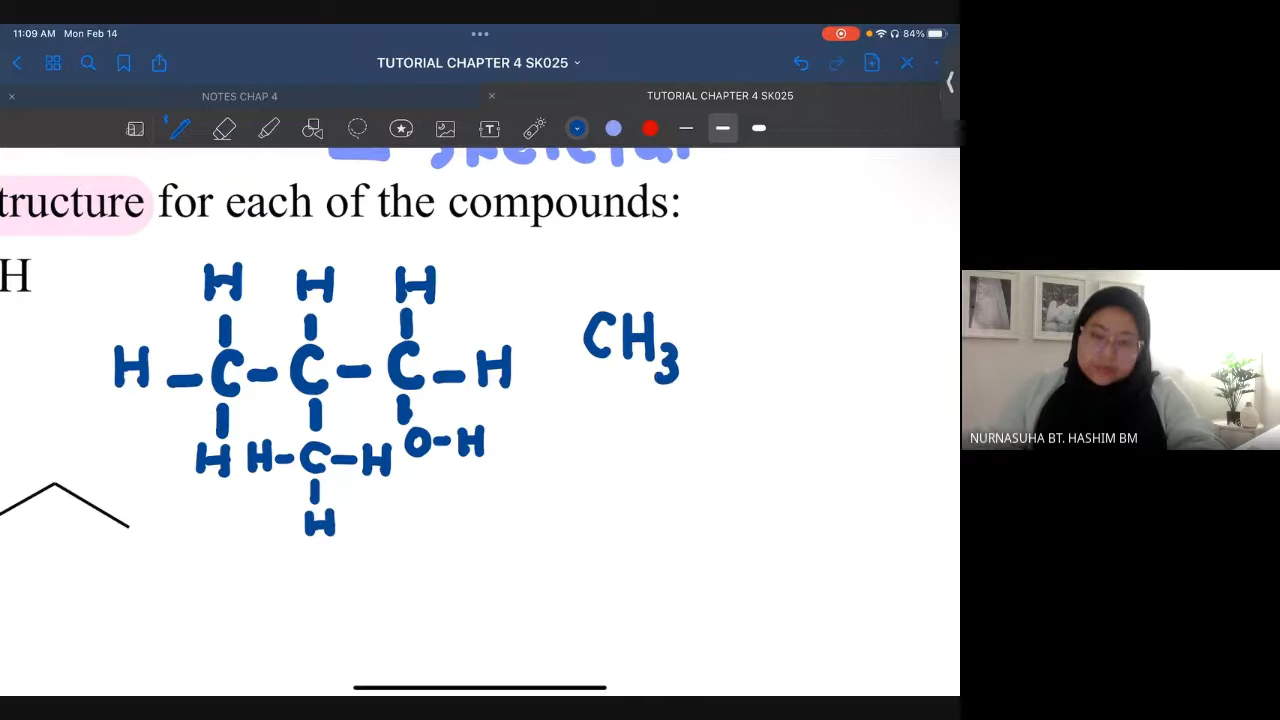 11:09 AM Mon Feb 14
84%
TUTORIAL CHAPTER 4 SK025
NOTES CHAP 4
TUTORIAL CHAPTER 4 SK025
skeletal
tructure for each of the compounds:
H
H H H
H - C - C - C - H
CH3
H H - C - H O - H
H
NURNASUHA BT. HASHIM BM